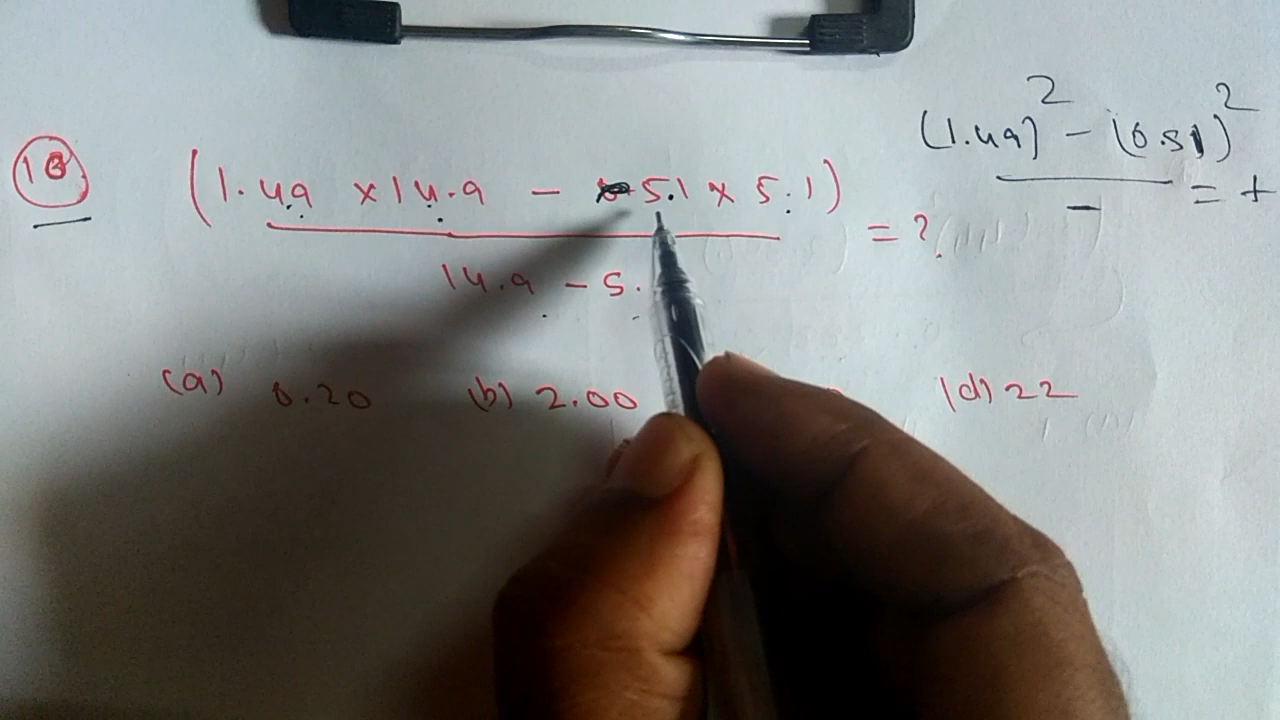 (1.49)² - (0.51)²
= +
-
10
(1.49 x 14.9 - 5.1 x 5.1)
= ?
14.9 - 5.
(a) 0.20 (b) 2.00 (d) 22